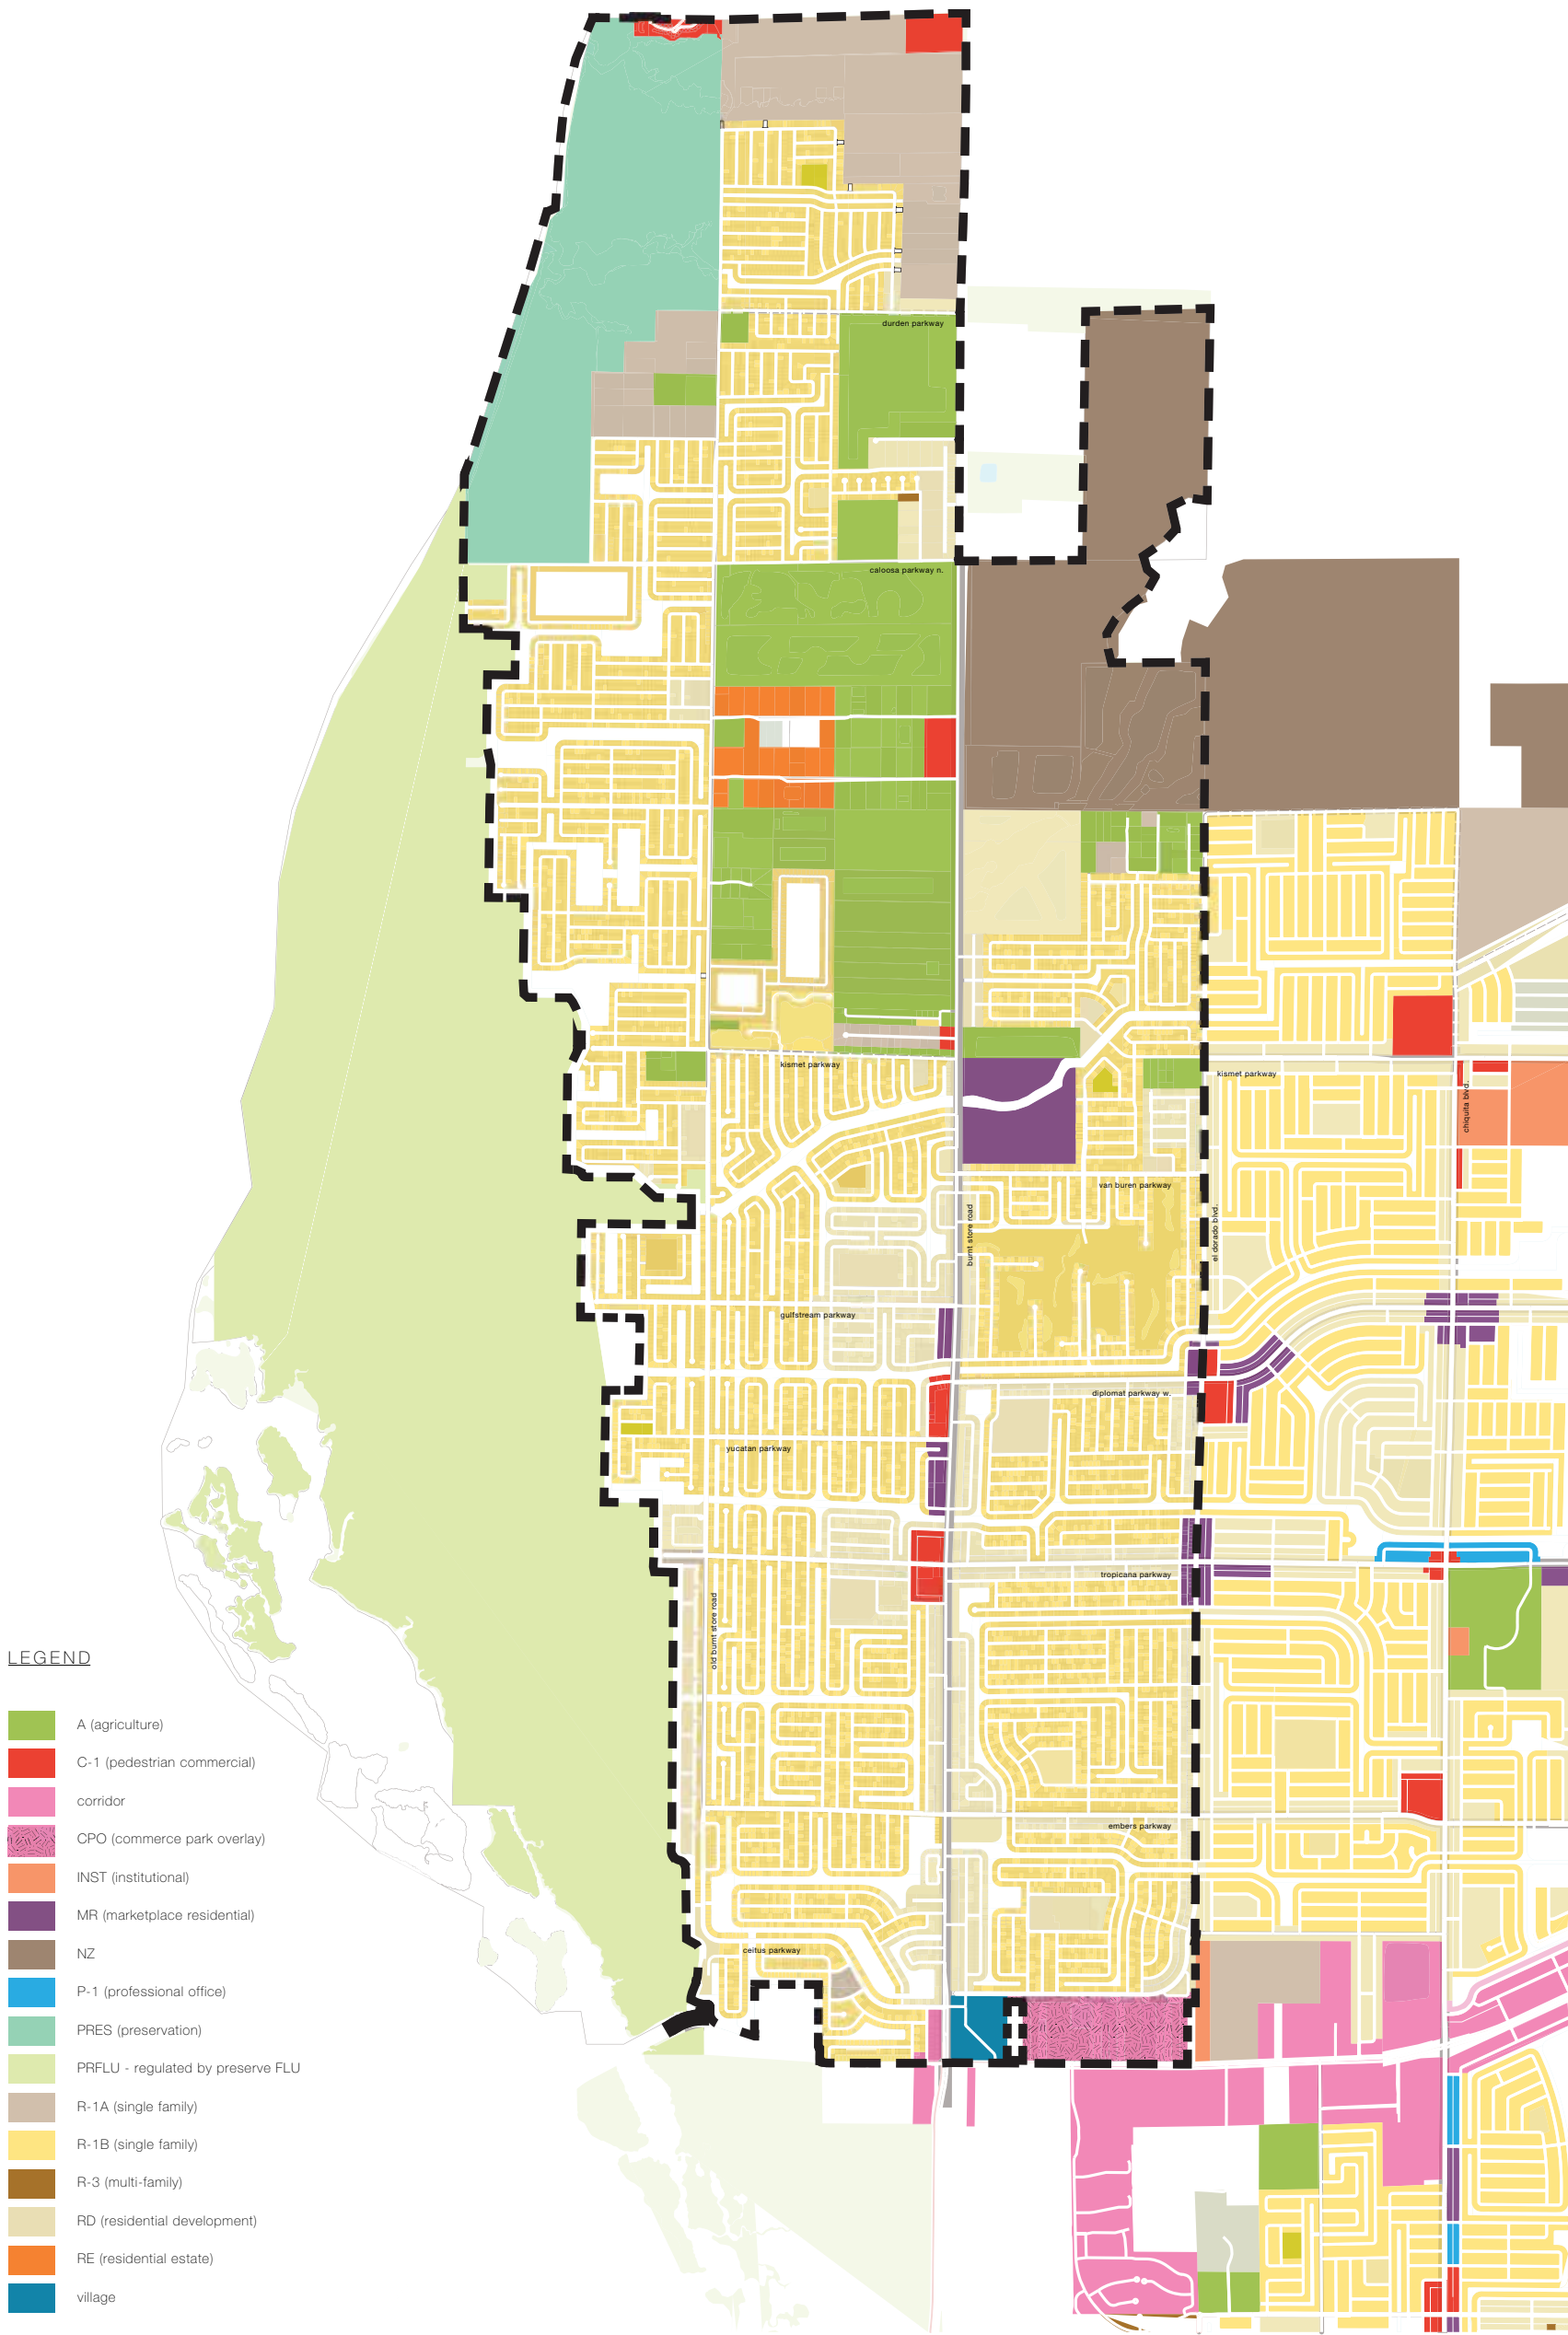 durden parkway
caloosa parkway n.
kismet parkway
kismet parkway
chiquita blvd.
van buren parkway
burnt store road
el dorado blvd.
gulfstream parkway
diplomat parkway w.
yucatan parkway
tropicana parkway
old burnt store road
embers parkway
ceitus parkway
LEGEND
A (agriculture)
C-1 (pedestrian commercial)
corridor
CPO (commerce park overlay)
INST (institutional)
MR (marketplace residential)
NZ
P-1 (professional office)
PRES (preservation)
PRFLU - regulated by preserve FLU
R-1A (single family)
R-1B (single family)
R-3 (multi-family)
RD (residential development)
RE (residential estate)
village